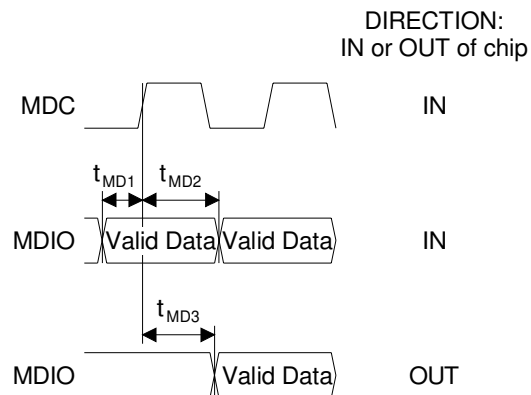 DIRECTION:
IN or OUT of chip
MDC IN
tMD1 tMD2
MDIO Valid Data Valid Data IN
tMD3
MDIO Valid Data OUT